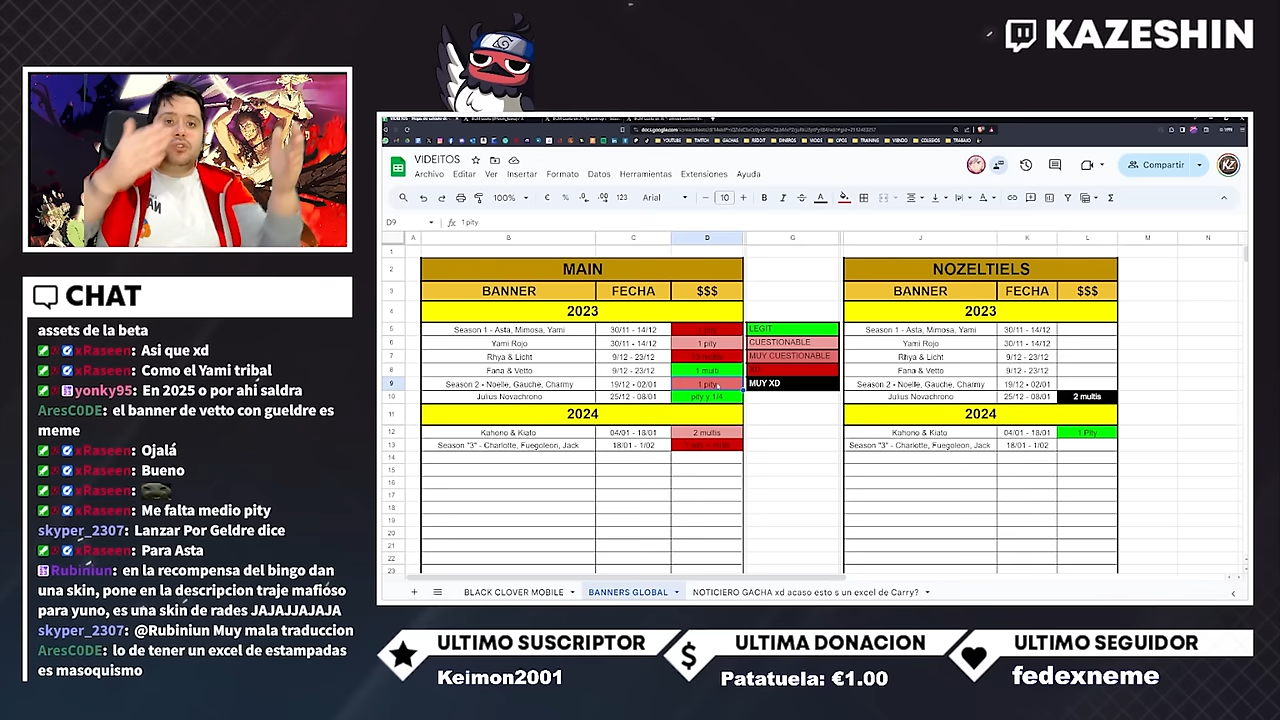 KAZESHIN
CHAT
assets de la beta
xRaseen: Asi que xd
xRaseen: Como el Yami tribal
yonky95: En 2025 o por ahí saldra
AresC0DE: el banner de vetto con gueldre es
meme
xRaseen: Ojalá
xRaseen: Bueno
xRaseen:
xRaseen: Me falta medio pity
skyper_2307: Lanzar Por Geldre dice
xRaseen: Para Asta
Rubiniun: en la recompensa del bingo dan
una skin, pone en la descripcion traje mafióso
para yuno, es una skin de rades JAJAJJAJAJA
skyper_2307: @Rubiniun Muy mala traduccion
AresC0DE: lo de tener un excel de estampadas
es masoquismo
VIDEITOS
Archivo Editar Ver Insertar Formato Datos Herramientas Extensiones Ayuda
Compartir
100% € % 123 Arial 10
D9 1 pity
A B C D G J K L M N
MAIN
BANNER FECHA $$$
2023
Season 1 - Asta, Mimosa, Yami 30/11 - 14/12
Yami Rojo 30/11 - 14/12 1 pity
Rhya & Licht 9/12 - 23/12
Fana & Vetto 9/12 - 23/12 1 multi
Season 2 - Noelle, Gauche, Charmy 19/12 - 02/01 1 pity
Julius Novachrono 25/12 - 08/01 pity y 1/4
2024
Kahono & Kiato 04/01 - 18/01 2 multis
Season "3" - Charlotte, Fuegoleon, Jack 18/01 - 1/02
LEGIT
CUESTIONABLE
MUY CUESTIONABLE
MUY XD
NOZELTIELS
BANNER FECHA $$$
2023
Season 1 - Asta, Mimosa, Yami 30/11 - 14/12
Yami Rojo 30/11 - 14/12
Rhya & Licht 9/12 - 23/12
Fana & Vetto 9/12 - 23/12
Season 2 - Noelle, Gauche, Charmy 19/12 - 02/01
Julius Novachrono 25/12 - 08/01 2 multis
2024
Kahono & Kiato 04/01 - 18/01 1 Pity
Season "3" - Charlotte, Fuegoleon, Jack 18/01 - 1/02
BLACK CLOVER MOBILE BANNERS GLOBAL NOTICIERO GACHA xd acaso esto s un excel de Carry?
ULTIMO SUSCRIPTOR
Keimon2001
ULTIMA DONACION
Patatuela: €1.00
ULTIMO SEGUIDOR
fedexneme